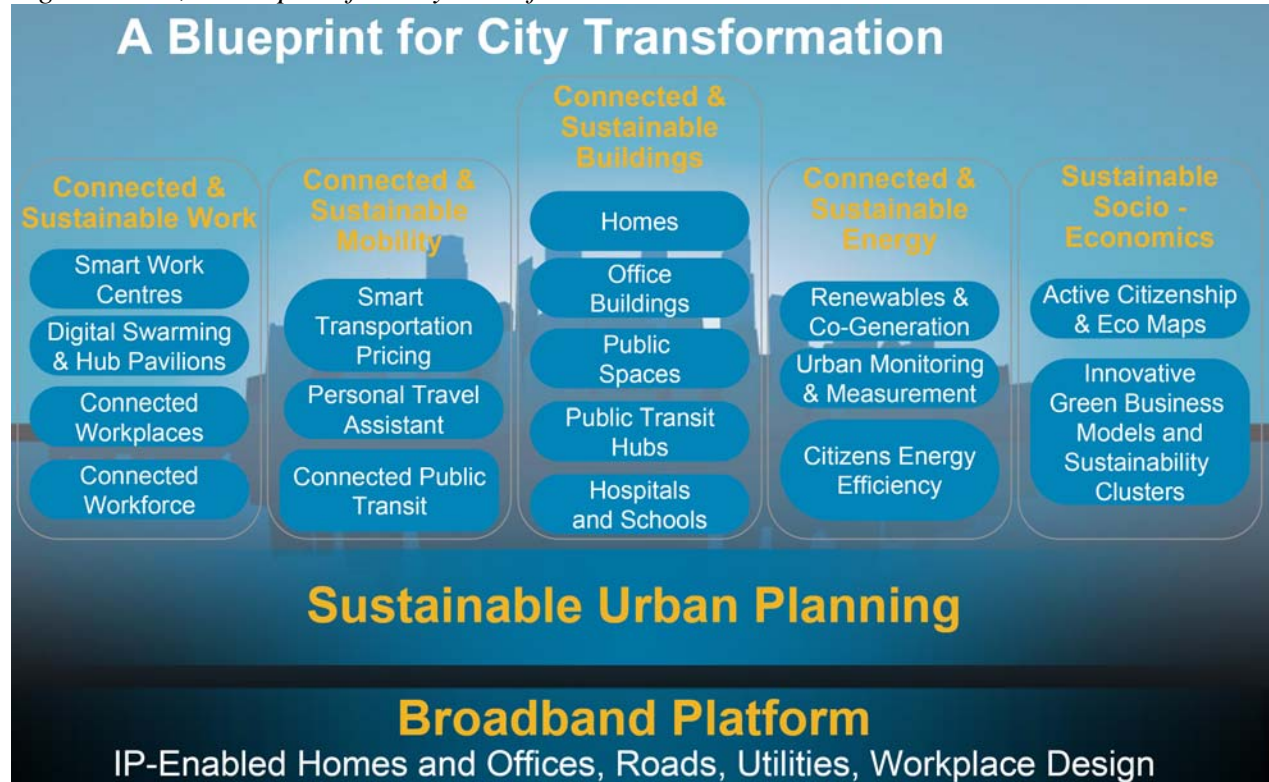 A Blueprint for City Transformation
Connected &
Sustainable Work
Smart Work
Centres
Digital Swarming
& Hub Pavilions
Connected
Workplaces
Connected
Workforce
Connected &
Sustainable
Mobility
Smart
Transportation
Pricing
Personal Travel
Assistant
Connected Public
Transit
Connected &
Sustainable
Buildings
Homes
Office
Buildings
Public
Spaces
Public Transit
Hubs
Hospitals
and Schools
Connected &
Sustainable
Energy
Renewables &
Co-Generation
Urban Monitoring
& Measurement
Citizens Energy
Efficiency
Sustainable
Socio -
Economics
Active Citizenship
& Eco Maps
Innovative
Green Business
Models and
Sustainability
Clusters
Sustainable Urban Planning
Broadband Platform
IP-Enabled Homes and Offices, Roads, Utilities, Workplace Design